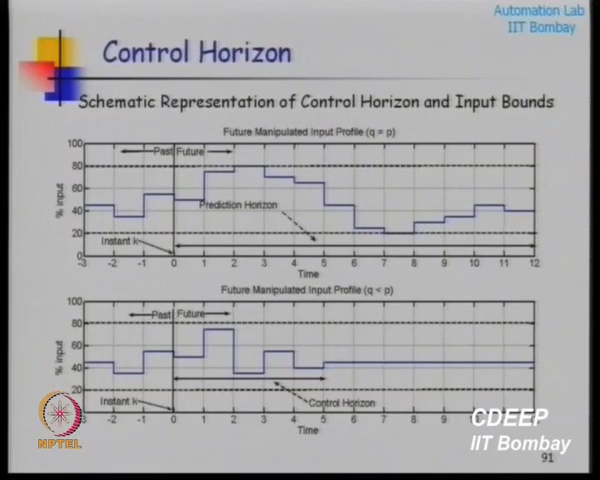 Automation Lab
IIT Bombay
Control Horizon
Schematic Representation of Control Horizon and Input Bounds
Future Manipulated Input Profile (q = p)
100
80
60
40
20
0
% input
Past Future
Prediction Horizon
Instant k
-3 -2 -1 0 1 2 3 4 5 6 7 8 9 10 11 12
Time
Future Manipulated Input Profile (q < p)
100
80
60
40
20
% input
Past Future
Instant k
Control Horizon
-3 -2 -1 0 1 2 3 4 5 6 7 8 9
Time
NPTEL
CDEEP
IIT Bombay
91